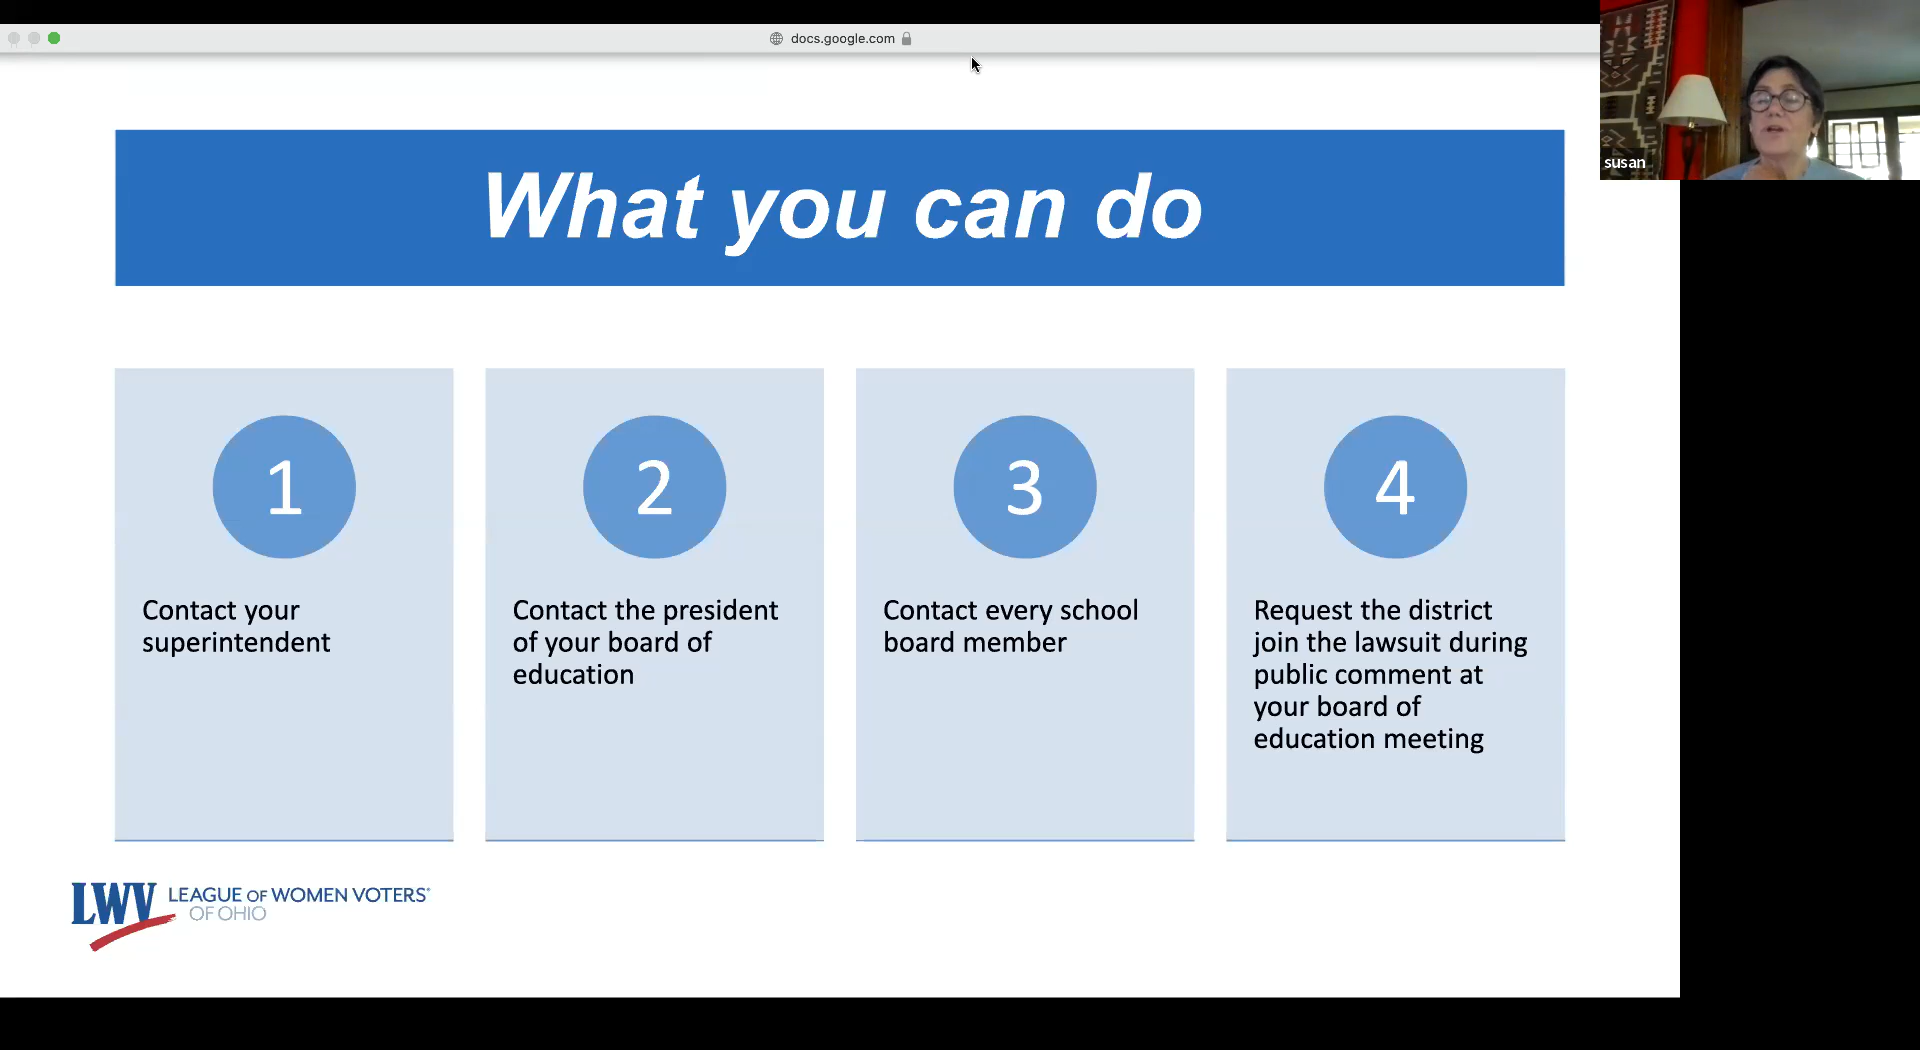 docs.google.com
susan
What you can do
1
Contact your
superintendent
2
Contact the president
of your board of
education
3
Contact every school
board member
4
Request the district
join the lawsuit during
public comment at
your board of
education meeting
LWV LEAGUE OF WOMEN VOTERS®
OF OHIO